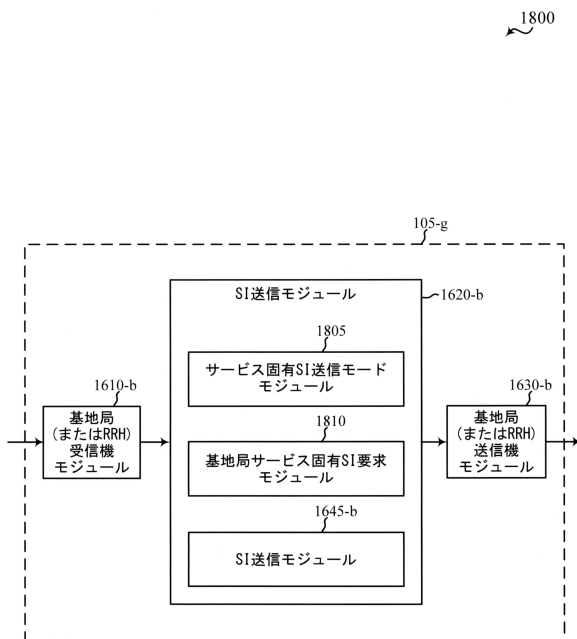 1800
105-g
SI送信モジュール
1620-b
1805
サービス固有SI送信モード
モジュール
1610-b
基地局
(またはRRH)
受信機
モジュール
1810
基地局サービス固有SI要求
モジュール
1630-b
基地局
(またはRRH)
送信機
モジュール
1645-b
SI送信モジュール